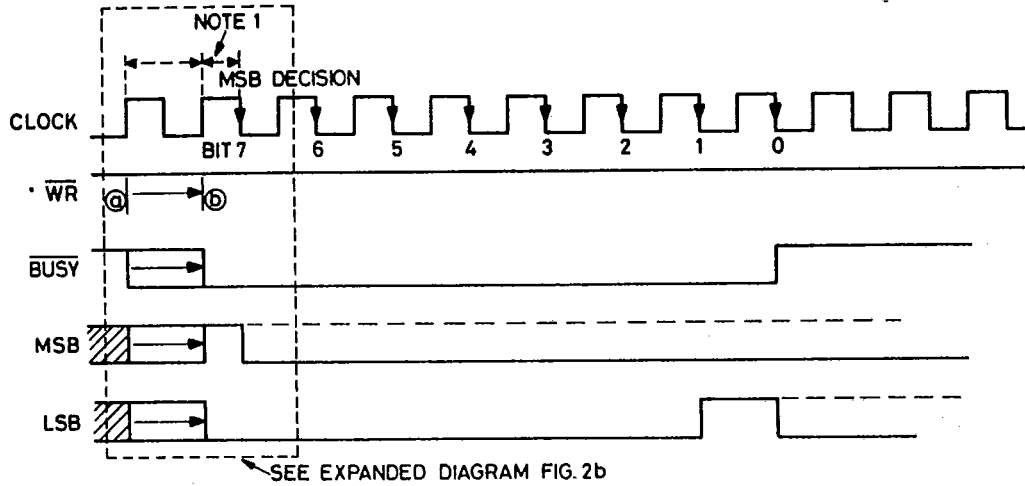 NOTE 1
MSB DECISION
CLOCK
BIT 7 6 5 4 3 2 1 0
WR
ⓐ ⓑ
BUSY
MSB
LSB
SEE EXPANDED DIAGRAM FIG. 2b